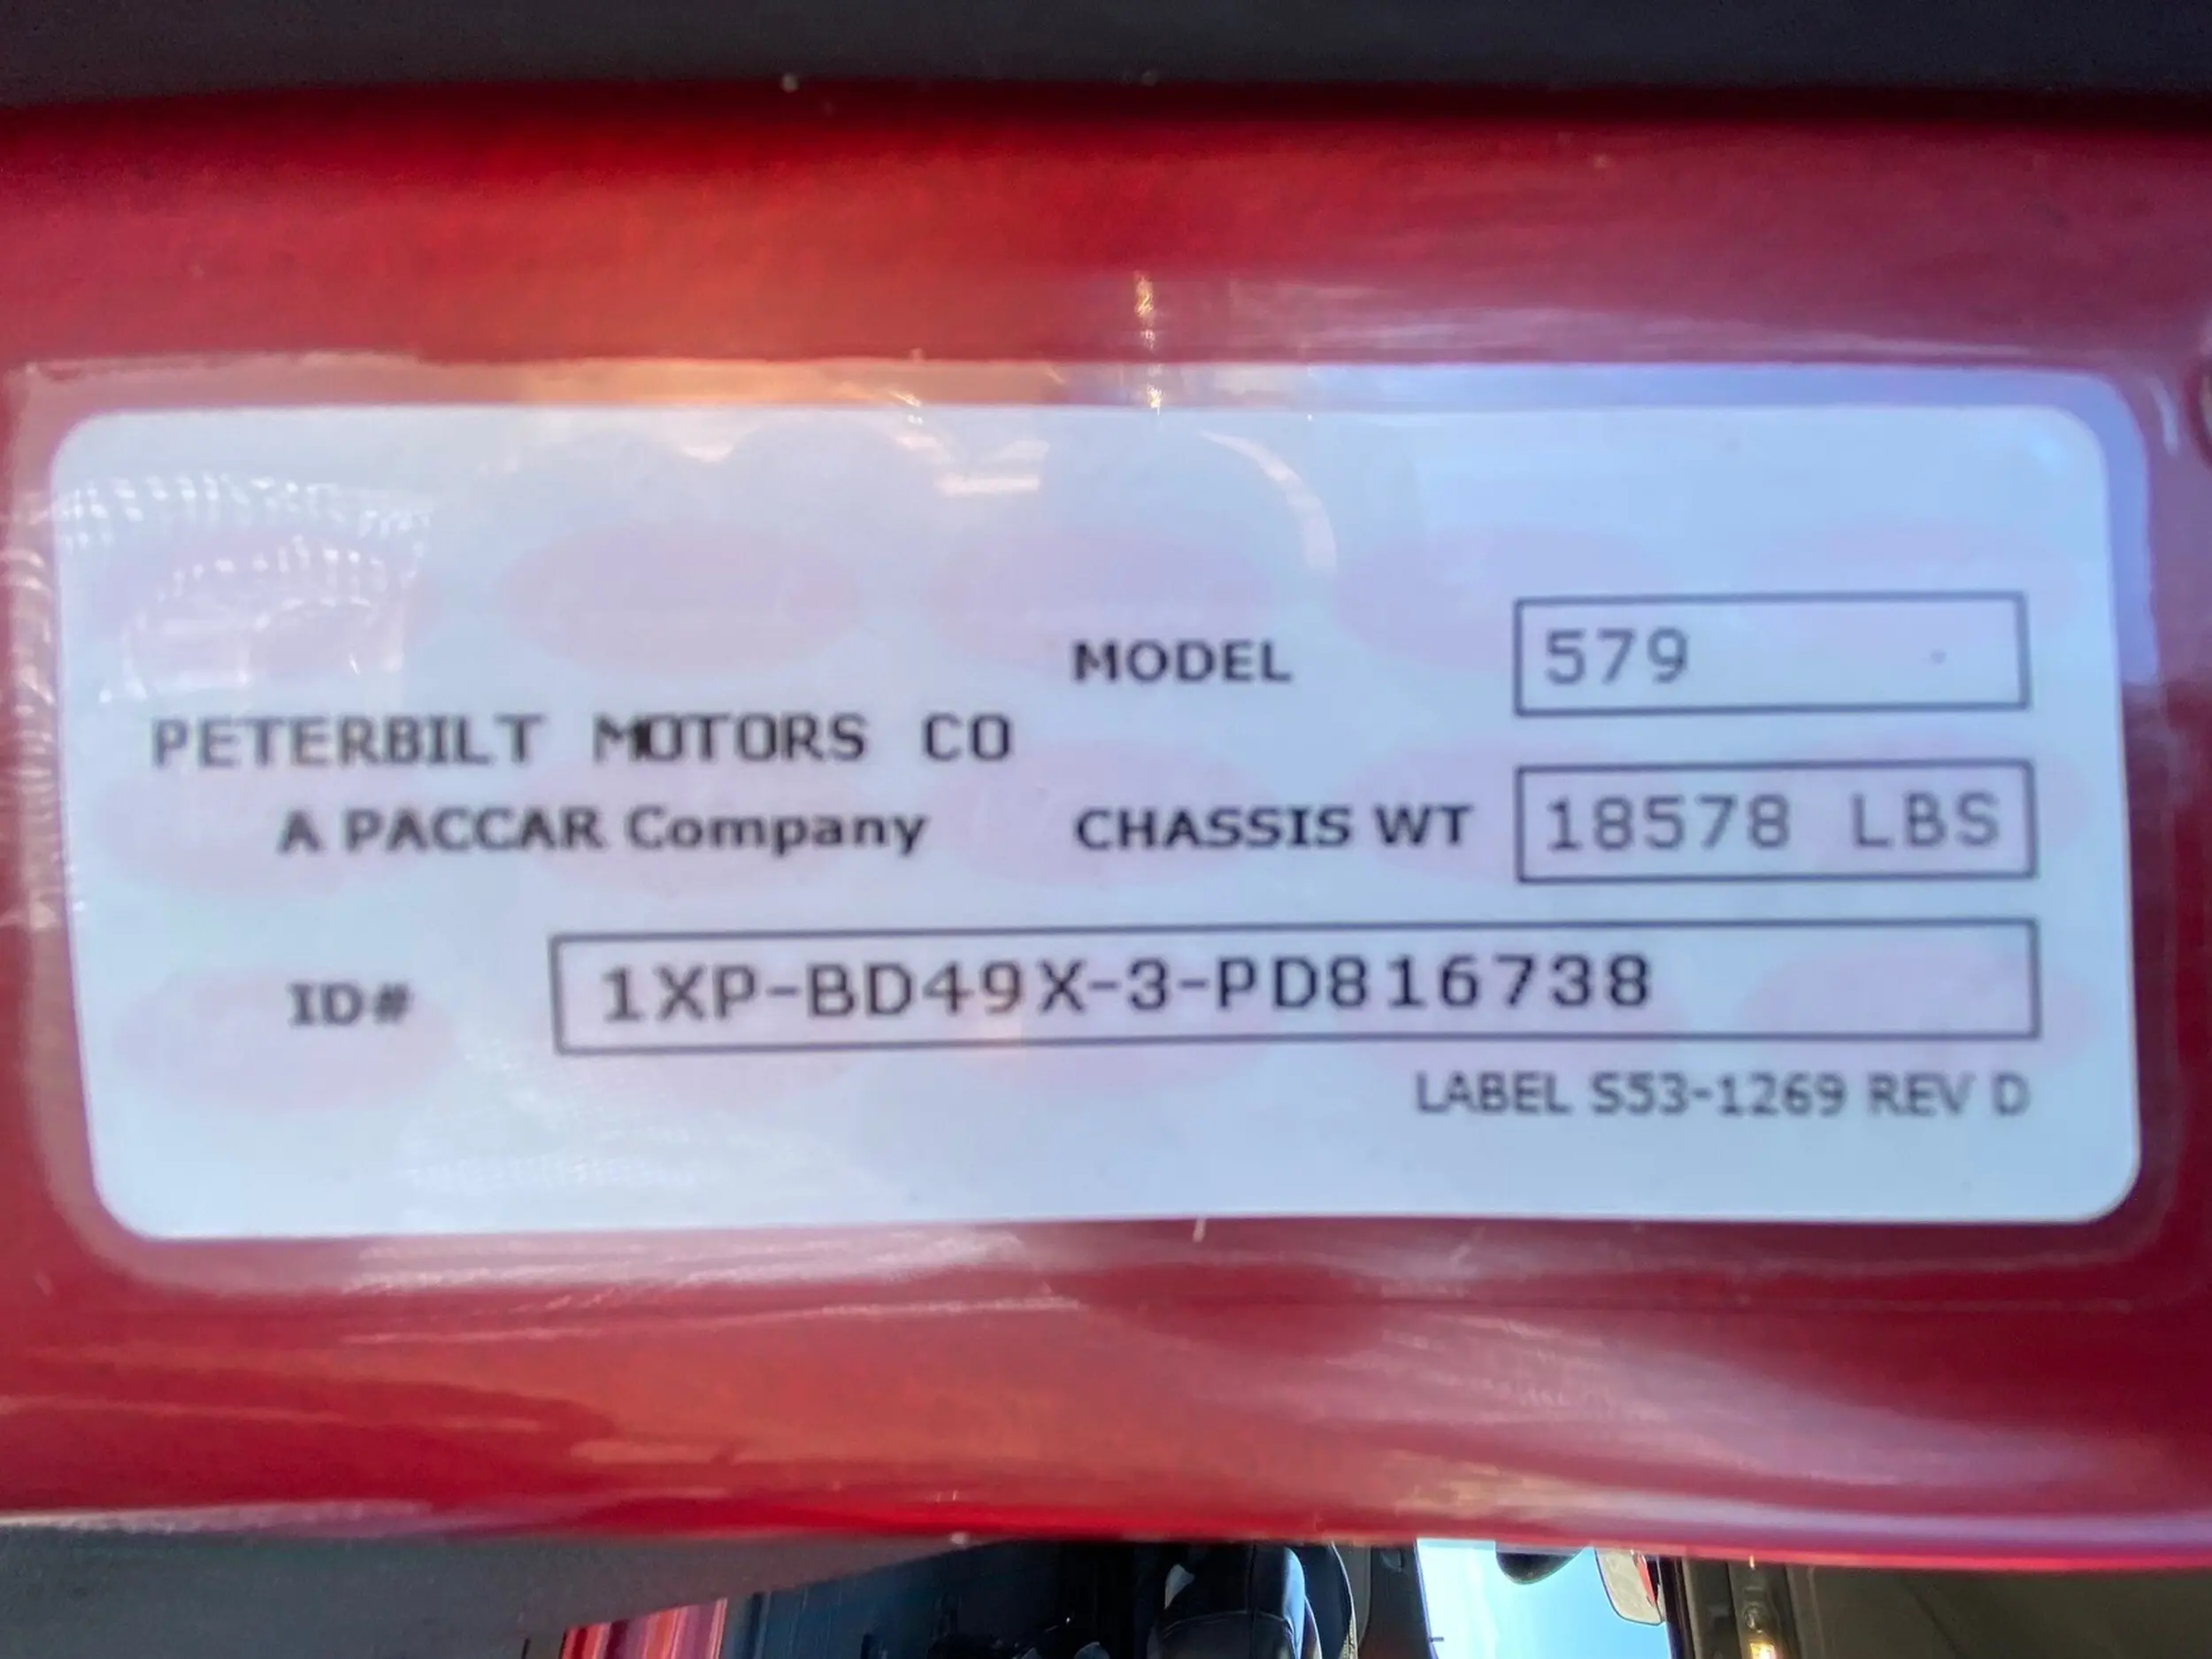 MODEL 579
PETERBILT MOTORS CO
A PACCAR Company
CHASSIS WT 18578 LBS
ID# 1XP-BD49X-3-PD816738
LABEL S53-1269 REV D